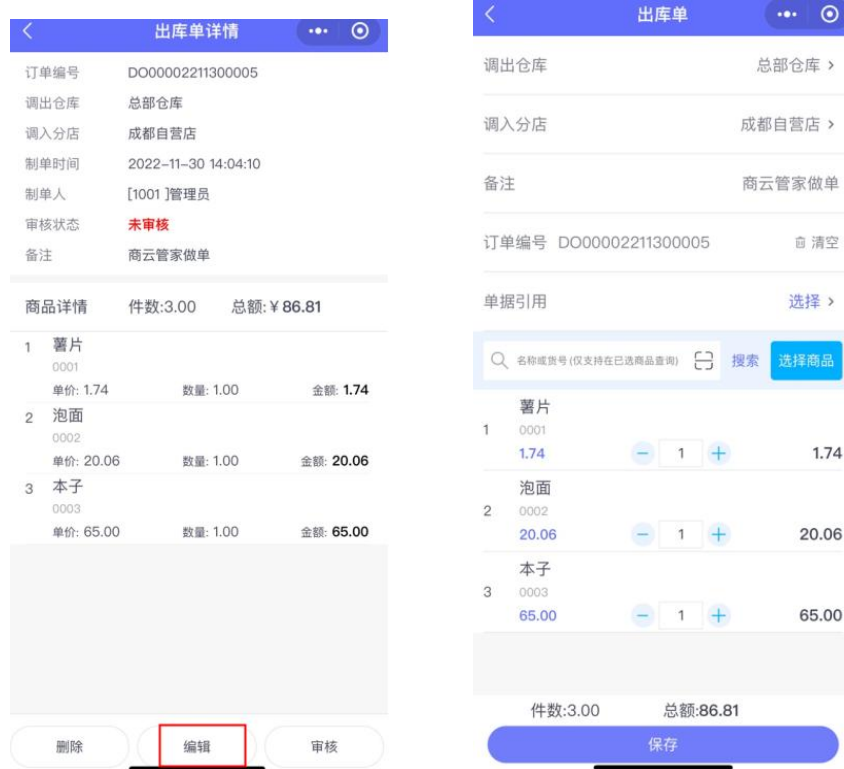 出库单详情
订单编号 DO00002211300005
调出仓库 总部仓库
调入分店 成都自营店
制单时间 2022-11-30 14:04:10
制单人 [1001 ]管理员
审核状态 未审核
备注 商云管家做单
商品详情 件数:3.00 总额:¥86.81
1 薯片
0001
单价: 1.74 数量: 1.00 金额: 1.74
2 泡面
0002
单价: 20.06 数量: 1.00 金额: 20.06
3 本子
0003
单价: 65.00 数量: 1.00 金额: 65.00
删除 编辑 审核
出库单
调出仓库 总部仓库
调入分店 成都自营店
备注 商云管家做单
订单编号 DO00002211300005 清空
单据引用 选择
名称或货号(仅支持在已选商品查询) 搜索 选择商品
薯片
1 0001
1.74 − 1 + 1.74
泡面
2 0002
20.06 − 1 + 20.06
本子
3 0003
65.00 − 1 + 65.00
件数:3.00 总额:86.81
保存